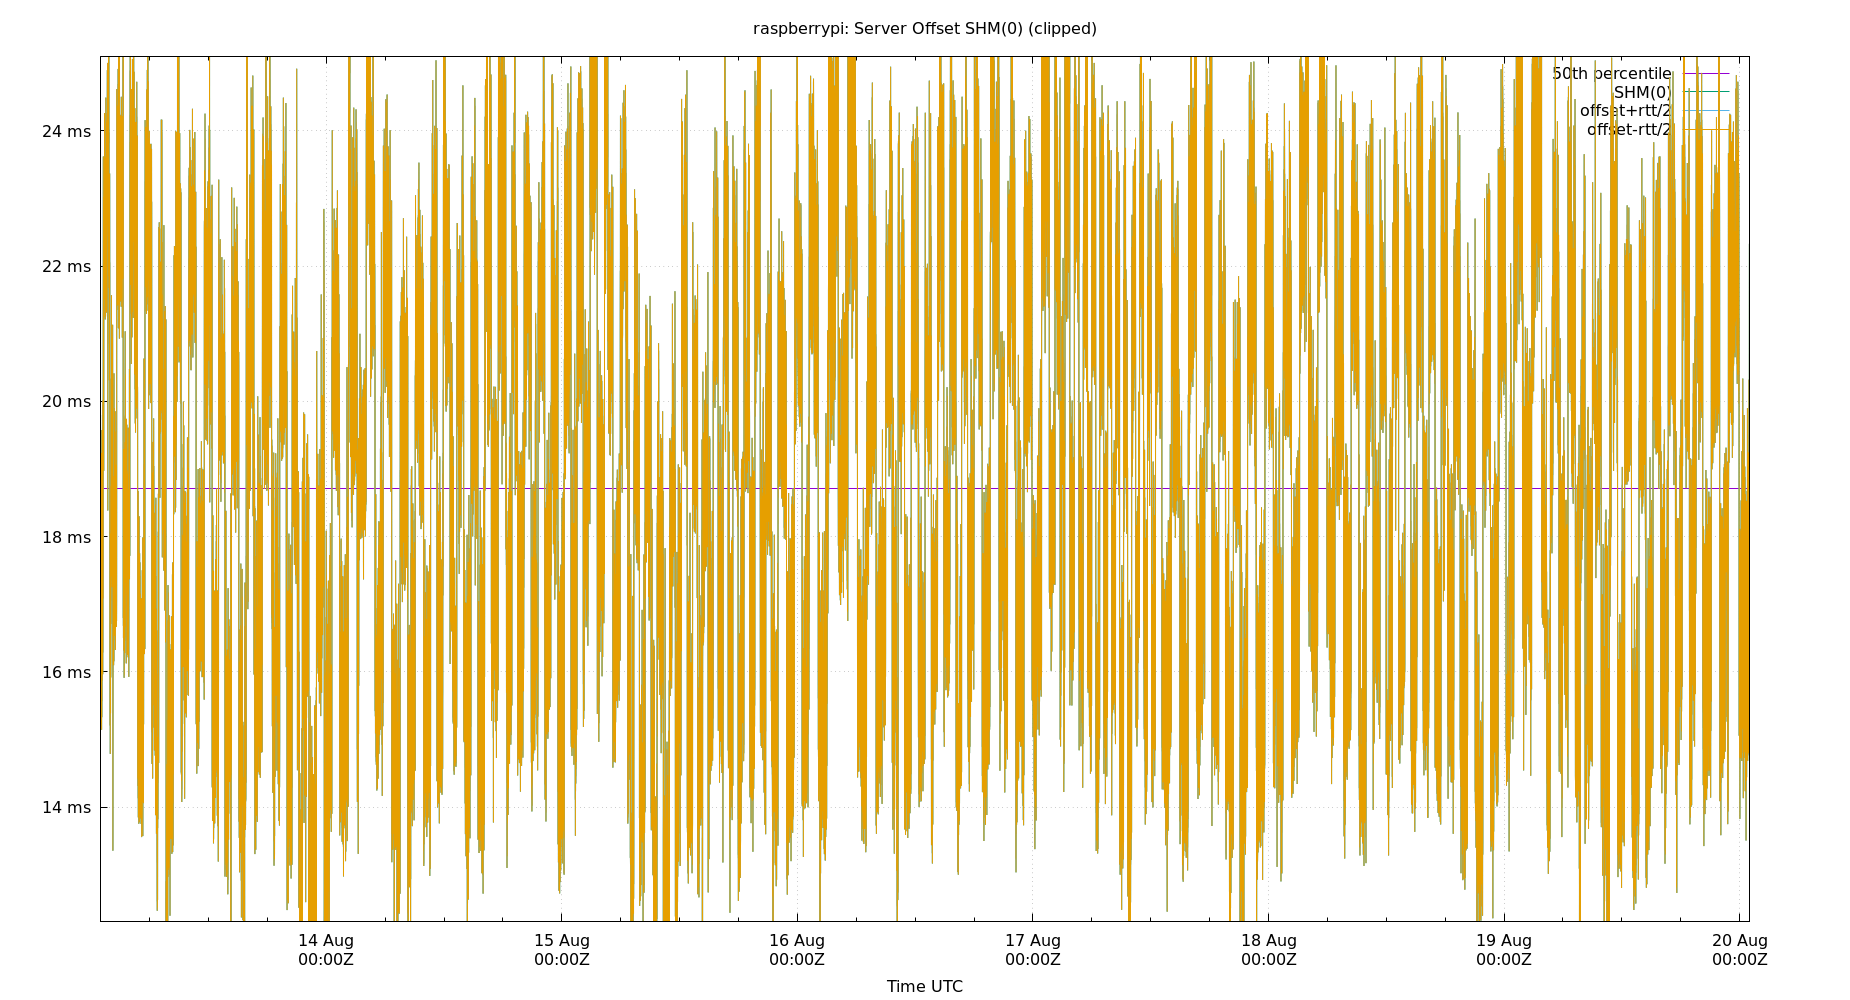 raspberrypi: Server Offset SHM(0) (clipped)
50th percentile
SHM(0)
offset+rtt/2
offset-rtt/2
24 ms
22 ms
20 ms
18 ms
16 ms
14 ms
14 Aug 15 Aug 16 Aug 17 Aug 18 Aug 19 Aug 20 Aug
00:00Z 00:00Z 00:00Z 00:00Z 00:00Z 00:00Z 00:00Z
Time UTC